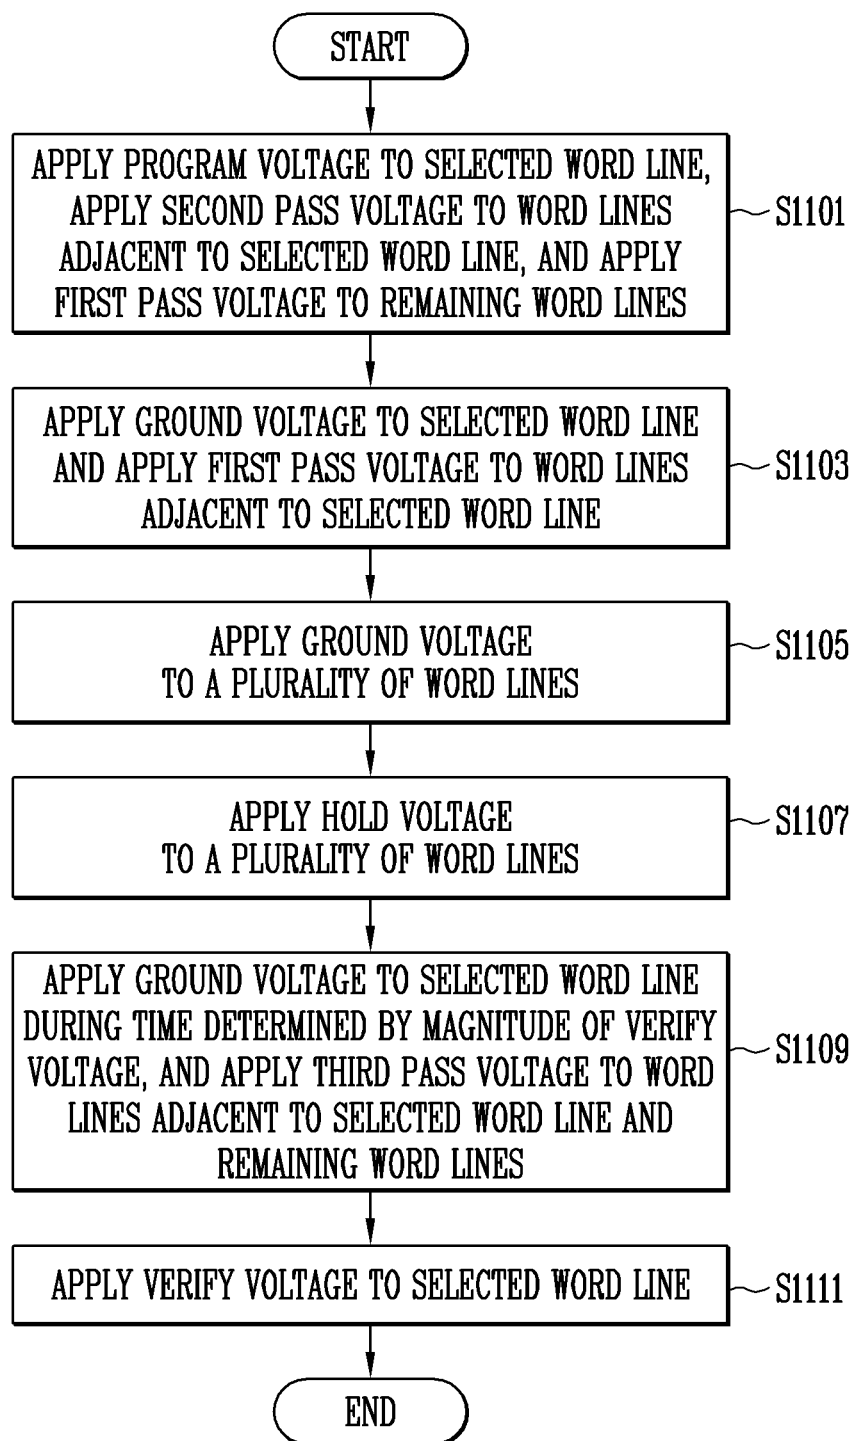 START
APPLY PROGRAM VOLTAGE TO SELECTED WORD LINE,
APPLY SECOND PASS VOLTAGE TO WORD LINES
ADJACENT TO SELECTED WORD LINE, AND APPLY
FIRST PASS VOLTAGE TO REMAINING WORD LINES
S1101
APPLY GROUND VOLTAGE TO SELECTED WORD LINE
AND APPLY FIRST PASS VOLTAGE TO WORD LINES
ADJACENT TO SELECTED WORD LINE
S1103
APPLY GROUND VOLTAGE
TO A PLURALITY OF WORD LINES
S1105
APPLY HOLD VOLTAGE
TO A PLURALITY OF WORD LINES
S1107
APPLY GROUND VOLTAGE TO SELECTED WORD LINE
DURING TIME DETERMINED BY MAGNITUDE OF VERIFY
VOLTAGE, AND APPLY THIRD PASS VOLTAGE TO WORD
LINES ADJACENT TO SELECTED WORD LINE AND
REMAINING WORD LINES
S1109
APPLY VERIFY VOLTAGE TO SELECTED WORD LINE
S1111
END